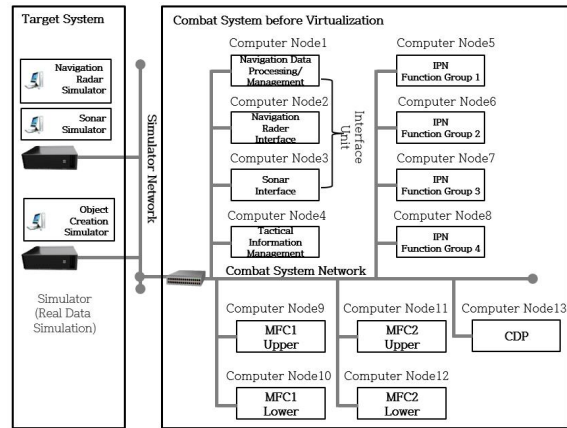 Target System
Navigation
Radar
Simulator
Sonar
Simulator
Object
Creation
Simulator
Simulator
(Real Data
Simulation)
Simulator Network
Combat System before Virtualization
Computer Node1
Navigation Data
Processing/
Management
Computer Node2
Navigation
Rader Interface
Computer Node3
Sonar
Interface
Interface
Unit
Computer Node4
Tactical
Information
Management
Computer Node5
IPN
Function Group 1
Computer Node6
IPN
Function Group 2
Computer Node7
IPN
Function Group 3
Computer Node8
IPN
Function Group 4
Combat System Network
Computer Node9
MFC1
Upper
Computer Node11
MFC2
Upper
Computer Node13
CDP
Computer Node10
MFC1
Lower
Computer Node12
MFC2
Lower